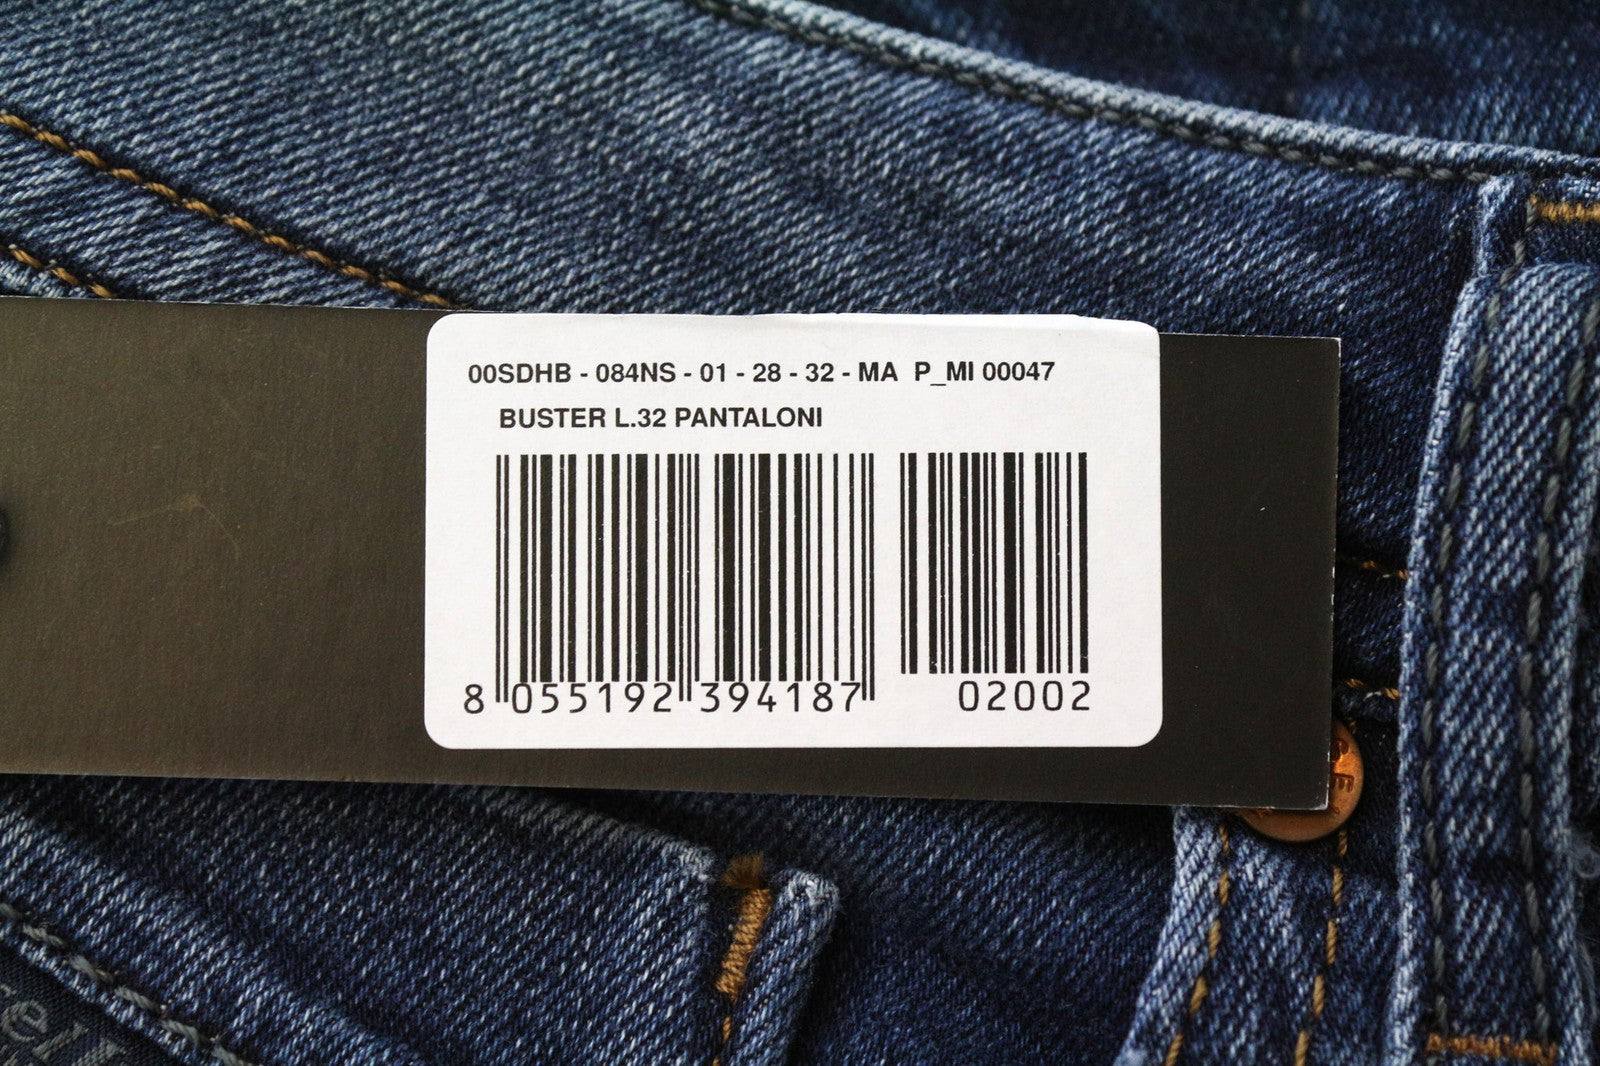 00SDHB - 084NS - 01 - 28 - 32 - MA P_MI 00047
BUSTER L.32 PANTALONI
8 055192 394187 02002